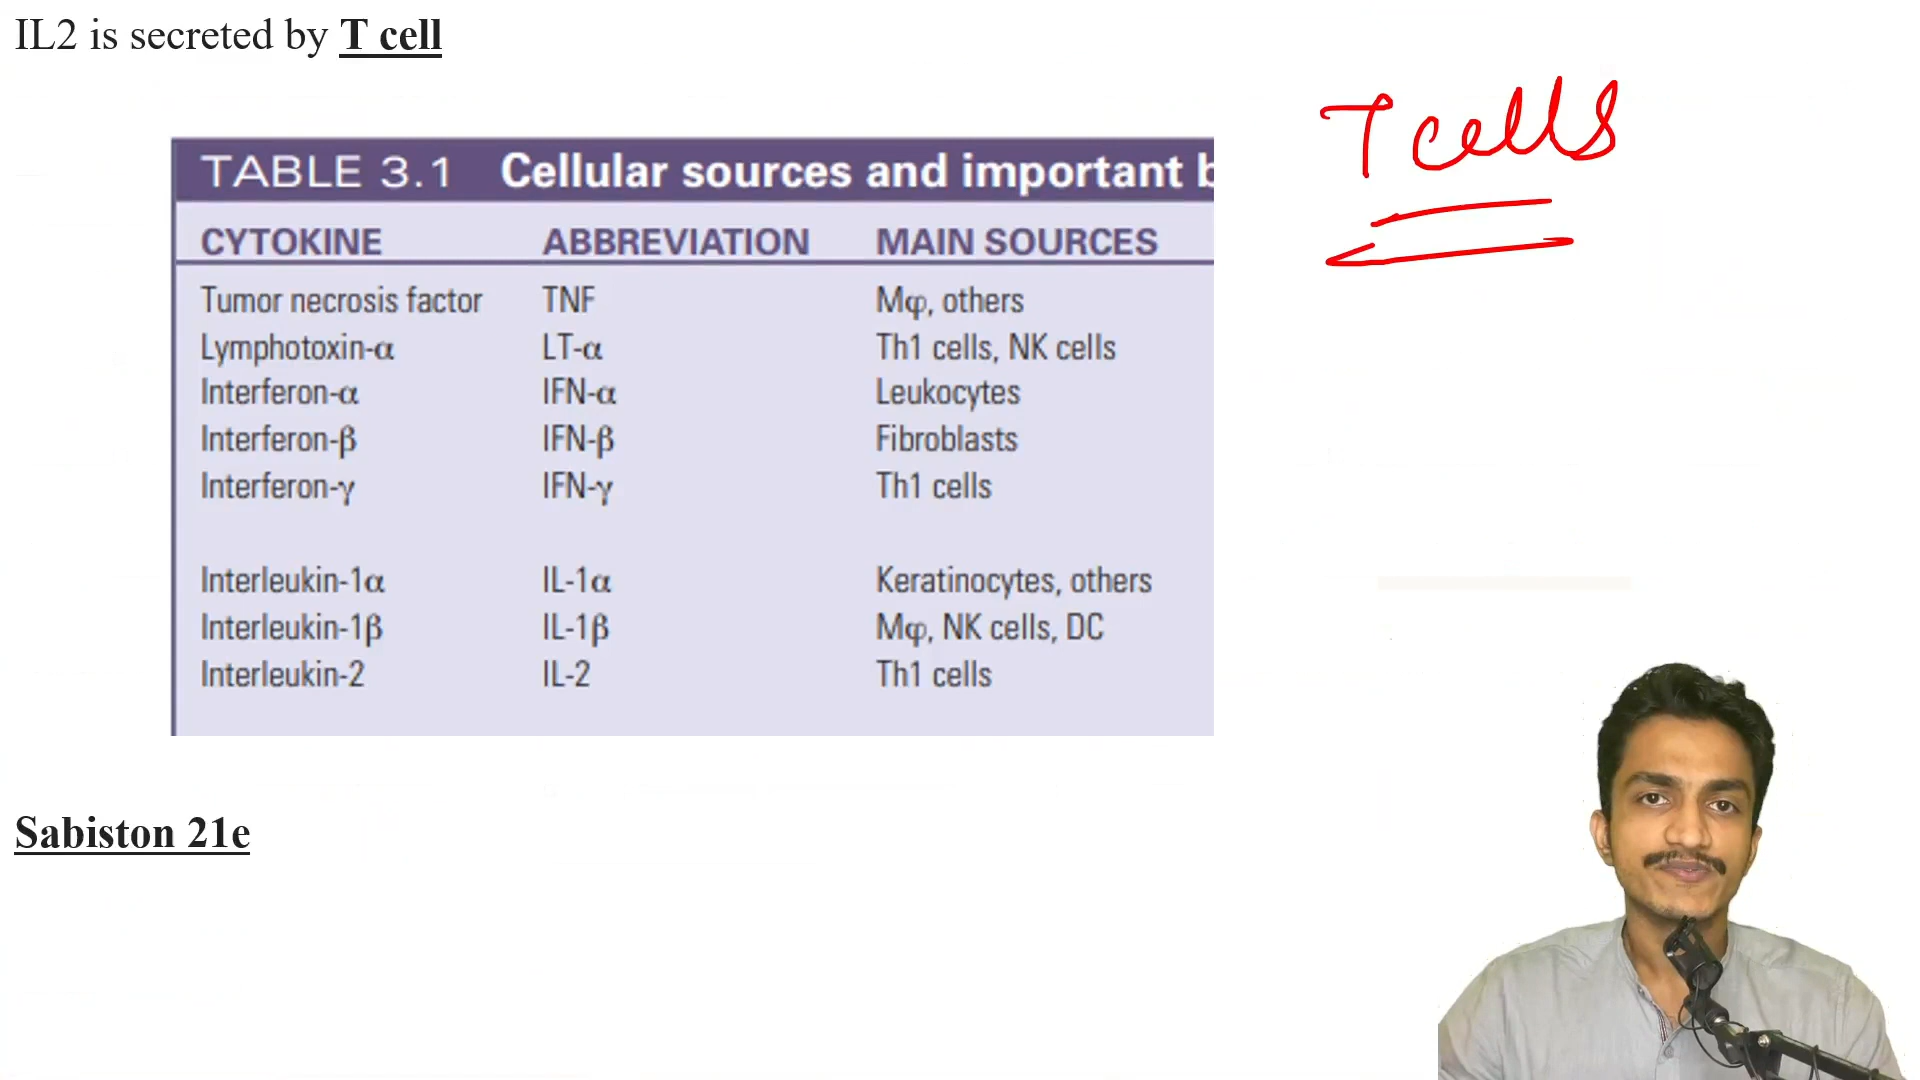 IL2 is secreted by T cell
T cells
TABLE 3.1 Cellular sources and important b
CYTOKINE ABBREVIATION MAIN SOURCES
Tumor necrosis factor TNF Mφ, others
Lymphotoxin-α LT-α Th1 cells, NK cells
Interferon-α IFN-α Leukocytes
Interferon-β IFN-β Fibroblasts
Interferon-γ IFN-γ Th1 cells
Interleukin-1α IL-1α Keratinocytes, others
Interleukin-1β IL-1β Mφ, NK cells, DC
Interleukin-2 IL-2 Th1 cells
Sabiston 21e